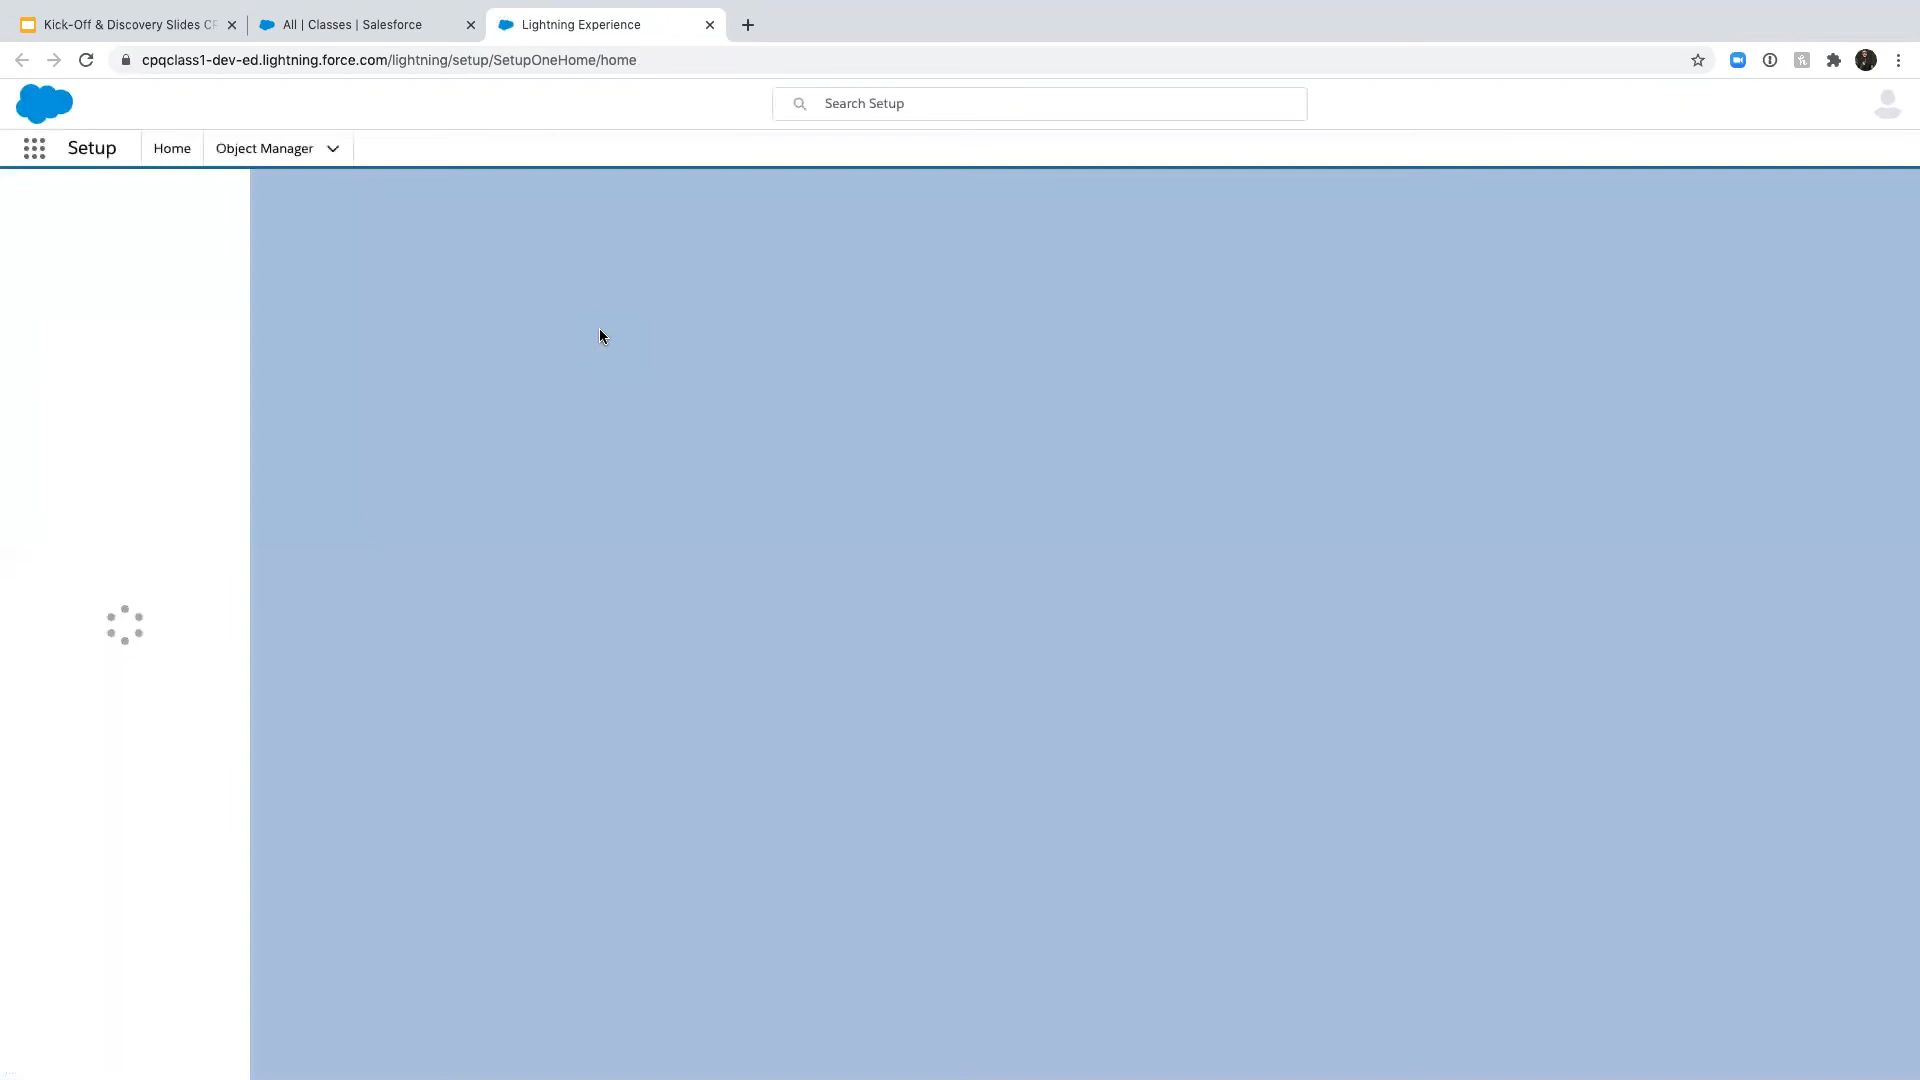 Kick-Off & Discovery Slides CP
All | Classes | Salesforce
Lightning Experience
cpqclass1-dev-ed.lightning.force.com/lightning/setup/SetupOneHome/home
Search Setup
Setup
Home
Object Manager